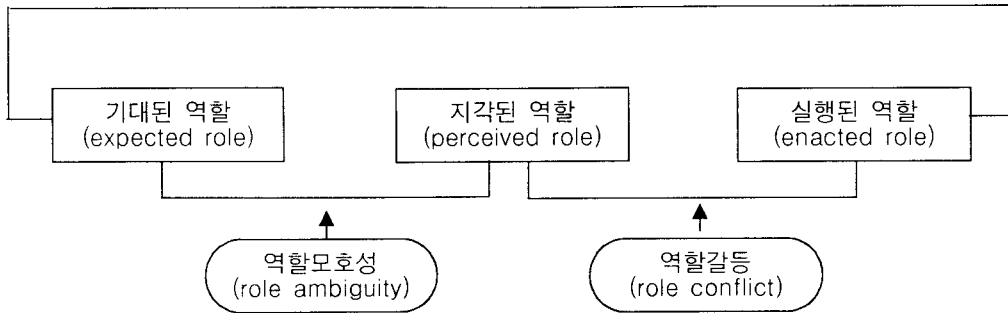 기대된 역할
(expected role)
지각된 역할
(perceived role)
실행된 역할
(enacted role)
역할모호성
(role ambiguity)
역할갈등
(role conflict)